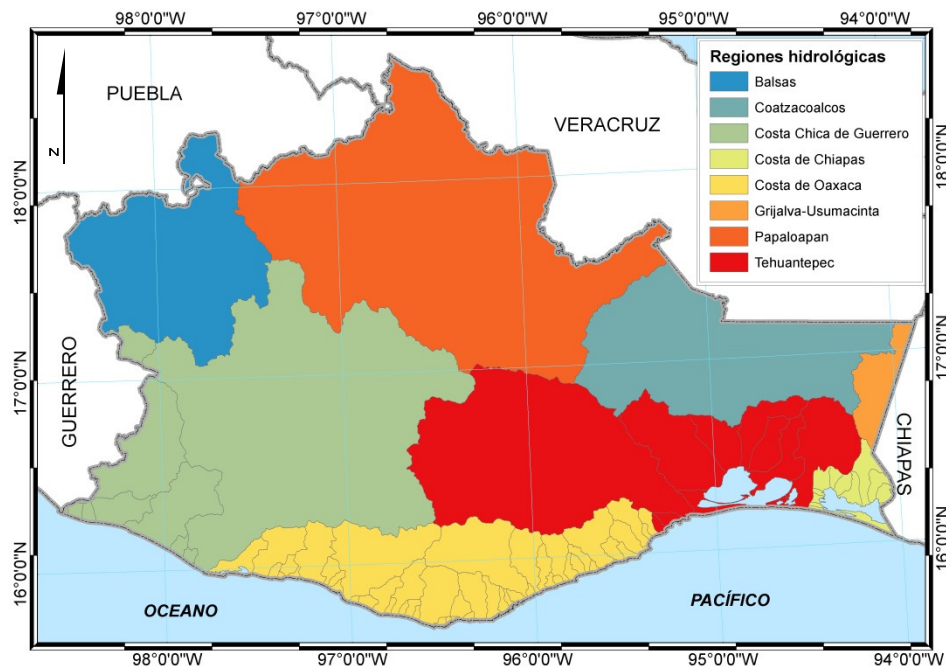 98°0'0"W 97°0'0"W 96°0'0"W 95°0'0"W 94°0'0"W
Regiones hidrológicas
Balsas
Coatzacoalcos
Costa Chica de Guerrero
Costa de Chiapas
Costa de Oaxaca
Grijalva-Usumacinta
Papaloapan
Tehuantepec
N
PUEBLA
VERACRUZ
GUERRERO
CHIAPAS
OCEANO
PACÍFICO
18°0'0"N
17°0'0"N
16°0'0"N
18°0'0"N
17°0'0"N
16°0'0"N
98°0'0"W 97°0'0"W 96°0'0"W 95°0'0"W 94°0'0"W